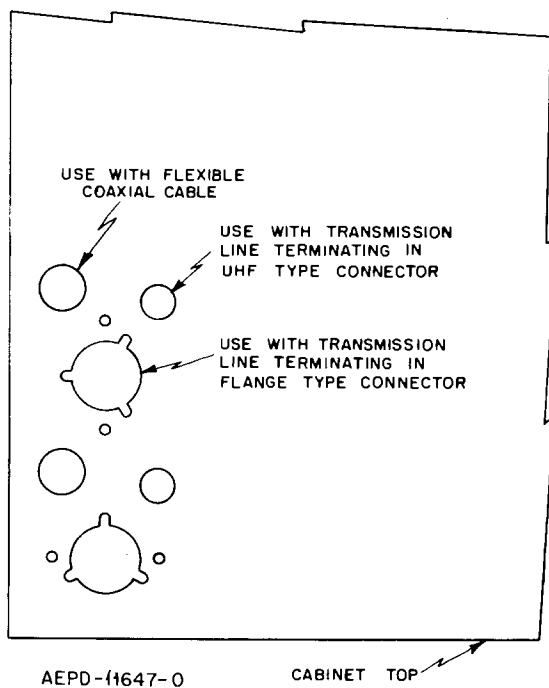 USE WITH FLEXIBLE
COAXIAL CABLE
USE WITH TRANSMISSION
LINE TERMINATING IN
UHF TYPE CONNECTOR
USE WITH TRANSMISSION
LINE TERMINATING IN
FLANGE TYPE CONNECTOR
AEPD-11647-0
CABINET TOP